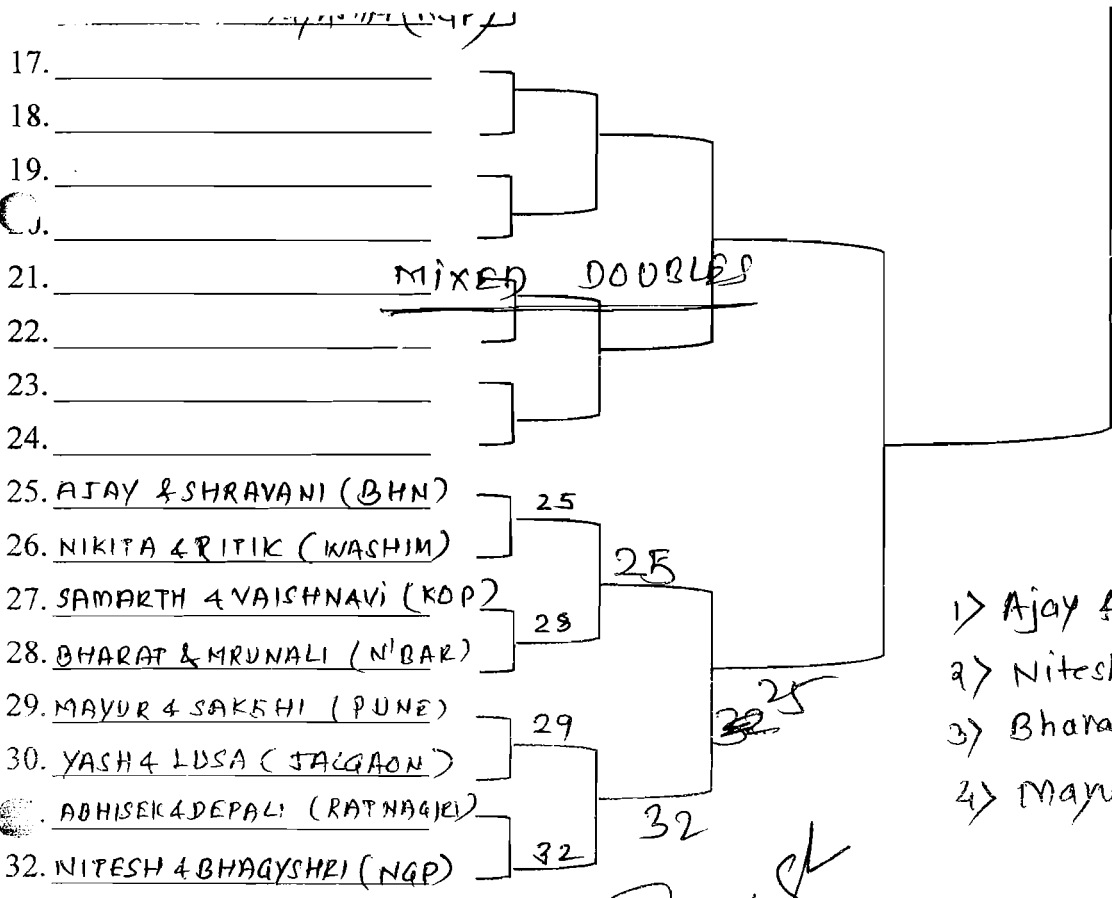 (NGP)
17.
18.
19.
21.
MIXED DOUBLES
22.
23.
24.
25. AJAY & SHRAVANI (BHN)
25
26. NIKITA & RITIK (WASHIM)
25
27. SAMARTH & VAISHNAVI (KOP)
28
28. BHARAT & MRUNALI (N'BAR)
29. MAYUR & SAKSHI (PUNE)
25
29
30. YASH & LUSA (JALGAON)
ABHISEK & DEPALI (RATNAGIRI)
32
32
32. NITESH & BHAGYSHRI (NGP)
1) Ajay &
2) Nitesh
3) Bhara
4) Mayu